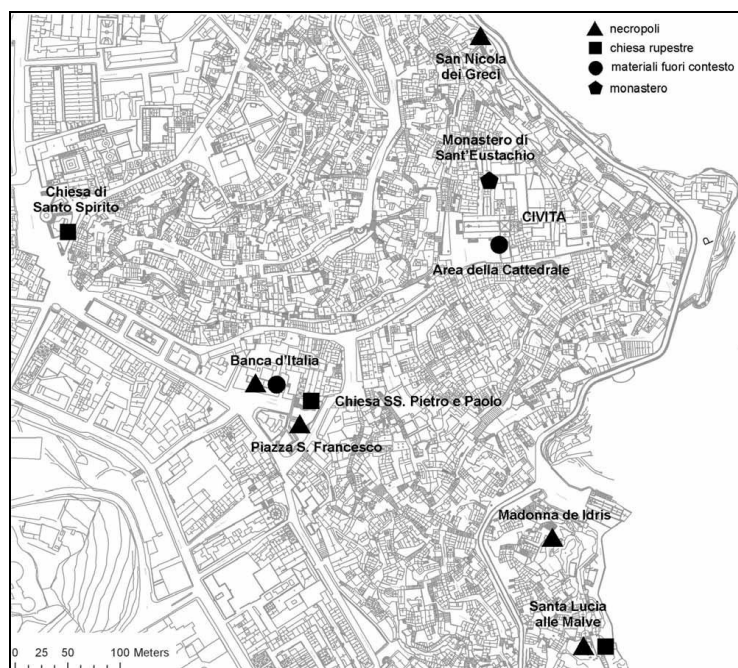 necropoli
chiesa rupestre
materiali fuori contesto
monastero
San Nicola
dei Greci
Monastero di
Sant'Eustachio
Chiesa di
Santo Spirito
CIVITA
P
Area della Cattedrale
Banca d'Italia
Chiesa SS. Pietro e Paolo
Piazza S. Francesco
Madonna de Idris
Santa Lucia
alle Malve
0 25 50 100 Meters